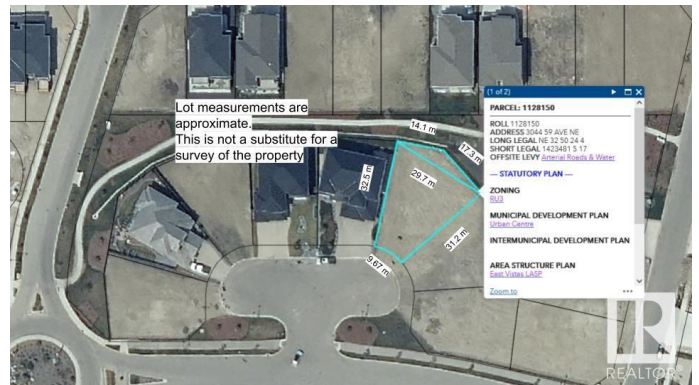 Lot measurements are
approximate.
This is not a substitute for a
survey of the property
14.1 m
17.3 m
32.5 m
29.7 m
31.2 m
9.67 m
(1 of 2)
PARCEL: 1128150
ROLL 1128150
ADDRESS 3044 59 AVE NE
LONG LEGAL NE 32 50 24 4
SHORT LEGAL 1423481 5 17
OFFSITE LEVY Arterial Roads & Water
--- STATUTORY PLAN ---
ZONING
RU3
MUNICIPAL DEVELOPMENT PLAN
Urban Centre
INTERMUNICIPAL DEVELOPMENT PLAN
AREA STRUCTURE PLAN
East Vistas LASP
Zoom to
R
REALTOR®